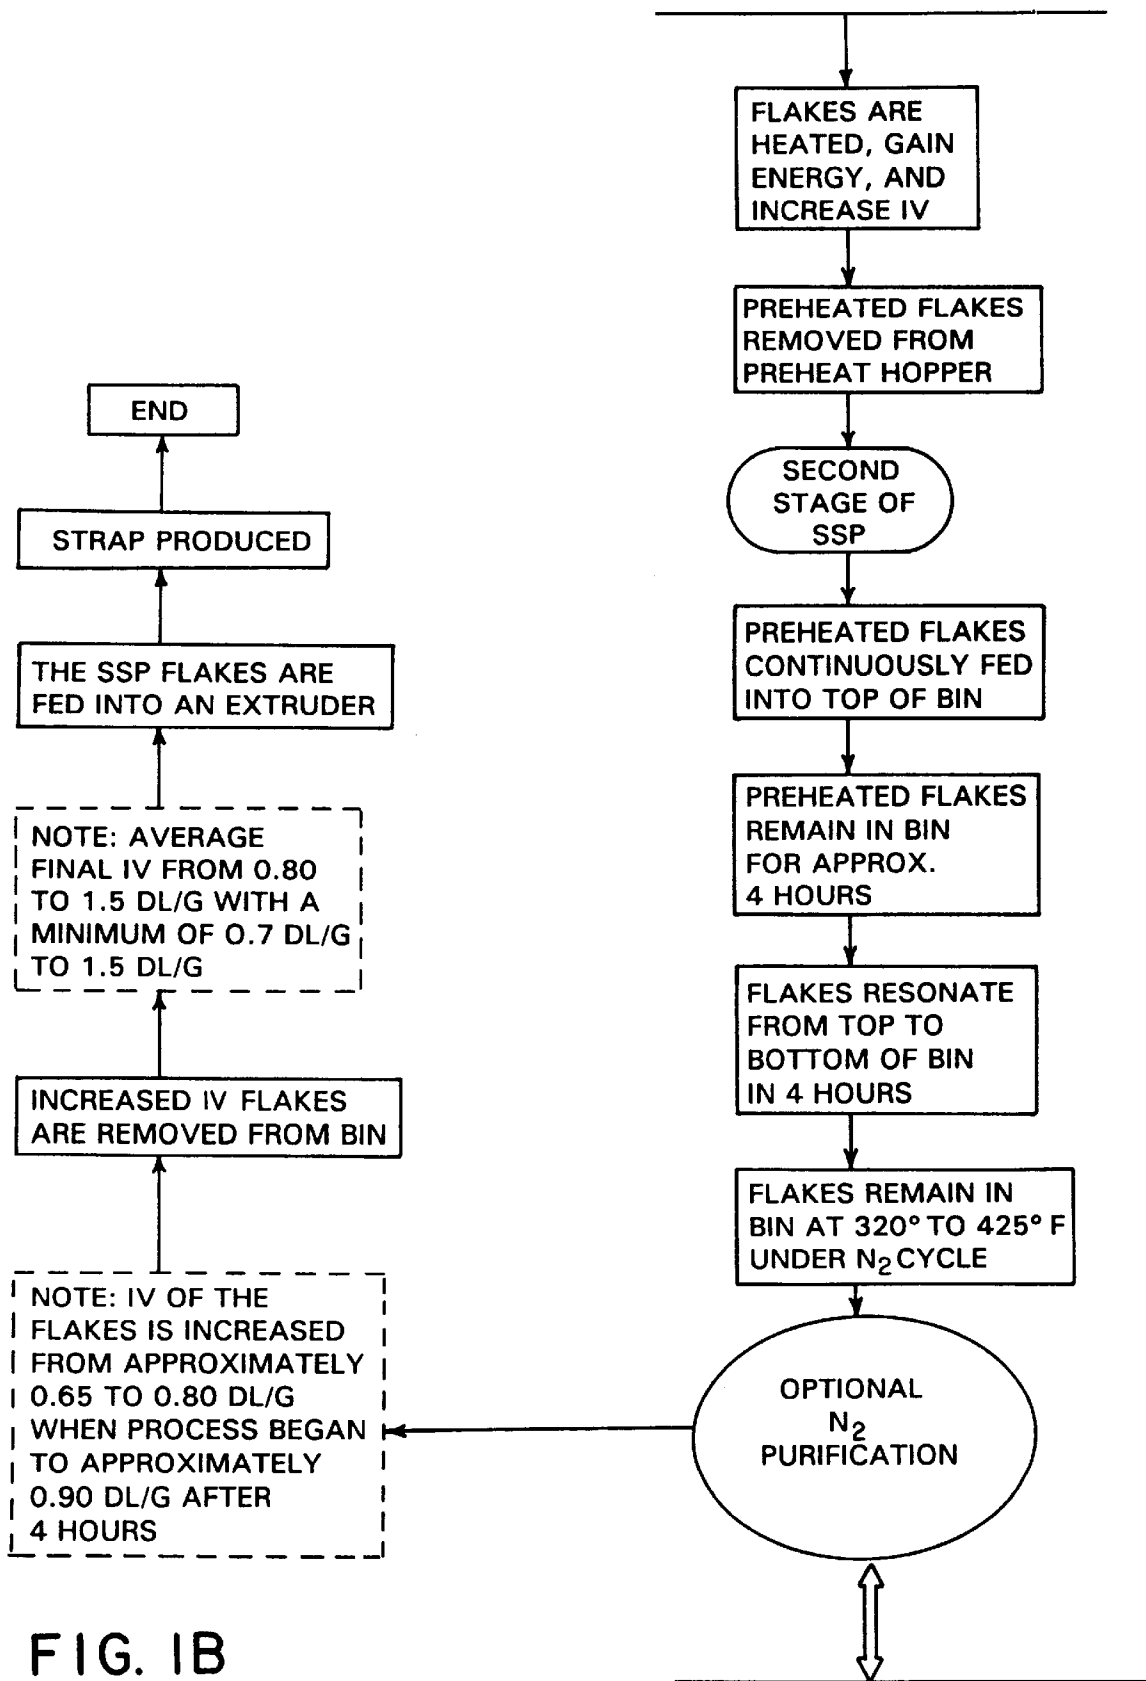 FLAKES ARE
HEATED, GAIN
ENERGY, AND
INCREASE IV
PREHEATED FLAKES
REMOVED FROM
PREHEAT HOPPER
SECOND
STAGE OF
SSP
PREHEATED FLAKES
CONTINUOUSLY FED
INTO TOP OF BIN
PREHEATED FLAKES
REMAIN IN BIN
FOR APPROX.
4 HOURS
FLAKES RESONATE
FROM TOP TO
BOTTOM OF BIN
IN 4 HOURS
FLAKES REMAIN IN
BIN AT 320° TO 425° F
UNDER N2 CYCLE
OPTIONAL
N2
PURIFICATION
NOTE: IV OF THE
FLAKES IS INCREASED
FROM APPROXIMATELY
0.65 TO 0.80 DL/G
WHEN PROCESS BEGAN
TO APPROXIMATELY
0.90 DL/G AFTER
4 HOURS
INCREASED IV FLAKES
ARE REMOVED FROM BIN
NOTE: AVERAGE
FINAL IV FROM 0.80
TO 1.5 DL/G WITH A
MINIMUM OF 0.7 DL/G
TO 1.5 DL/G
THE SSP FLAKES ARE
FED INTO AN EXTRUDER
STRAP PRODUCED
END
FIG. 1B